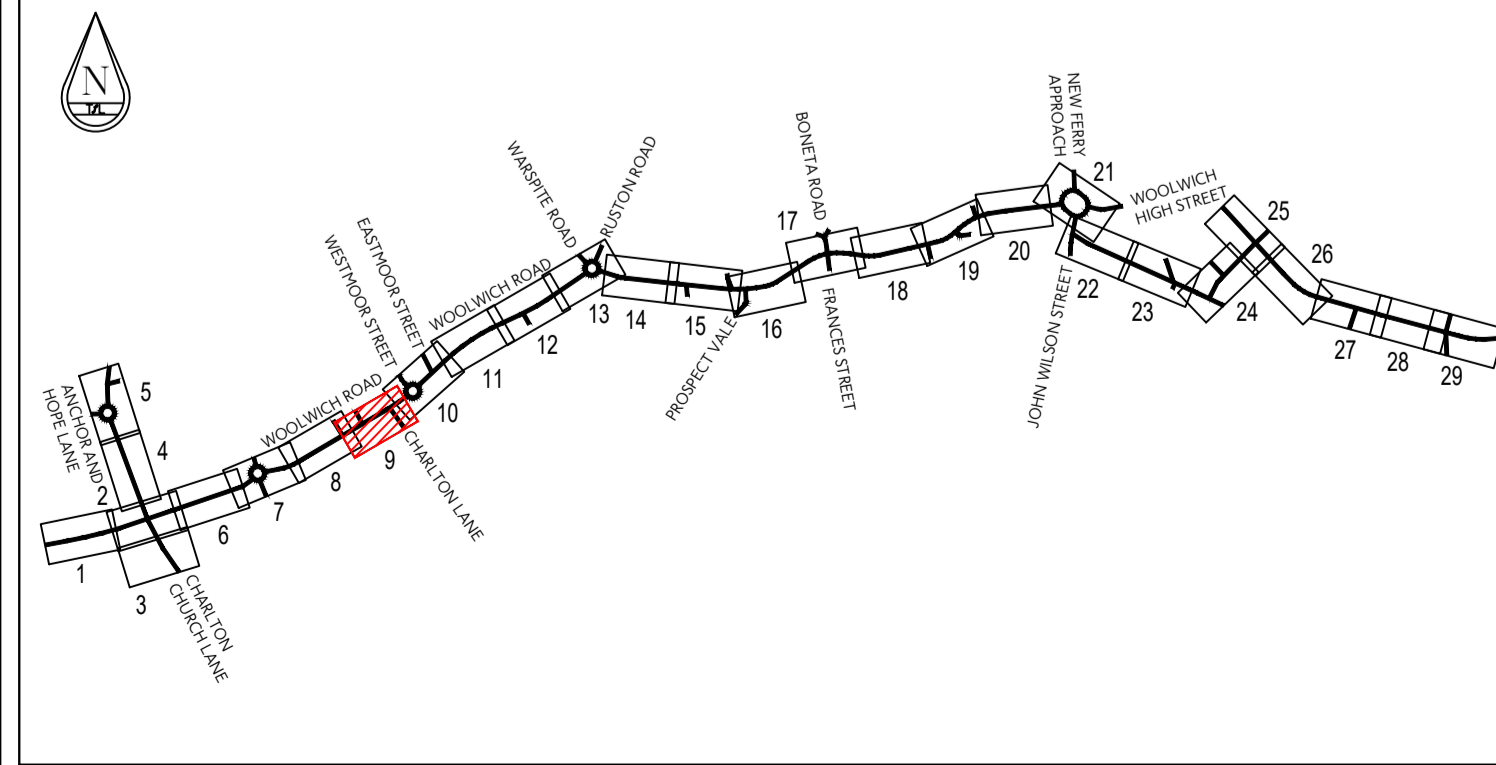 N
TfL
NEW FERRY
APPROACH
21
WOOLWICH
HIGH STREET
BONETA ROAD
17
WARSPITE ROAD
RUSTON ROAD
25
26
20
19
18
EASTMOOR STREET
WESTMOOR STREET
WOOLWICH ROAD
13
14
15
16
PROSPECT VALE
FRANCES STREET
JOHN WILSON STREET
22
23
24
27
28
29
12
11
10
WOOLWICH ROAD
9
CHARLTON LANE
8
7
5
ANCHOR AND
HOPE LANE
4
2
6
1
3
CHARLTON
CHURCH LANE